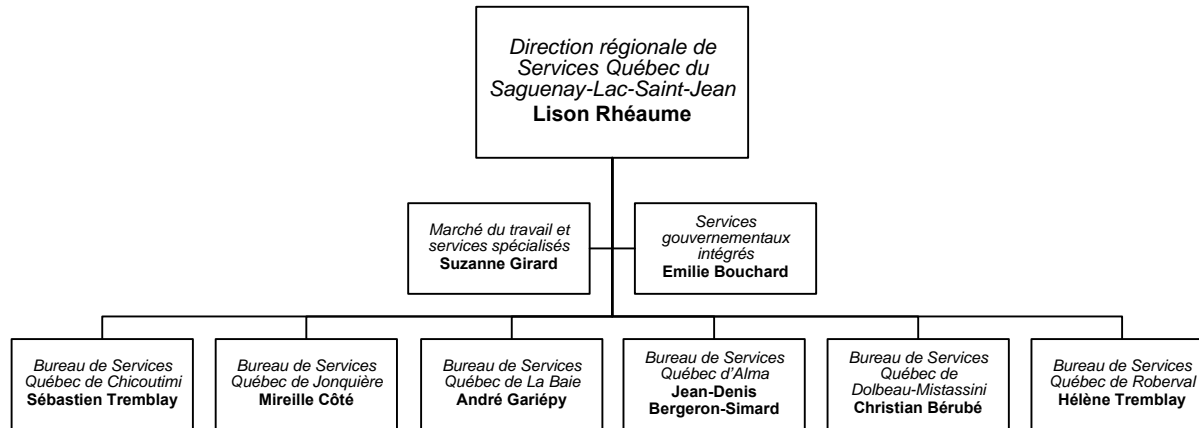 Direction régionale de
Services Québec du
Saguenay-Lac-Saint-Jean
Lison Rhéaume
Marché du travail et
services spécialisés
Suzanne Girard
Services
gouvernementaux
intégrés
Emilie Bouchard
Bureau de Services
Québec de Chicoutimi
Sébastien Tremblay
Bureau de Services
Québec de Jonquière
Mireille Côté
Bureau de Services
Québec de La Baie
André Gariépy
Bureau de Services
Québec d'Alma
Jean-Denis
Bergeron-Simard
Bureau de Services
Québec de
Dolbeau-Mistassini
Christian Bérubé
Bureau de Services
Québec de Roberval
Hélène Tremblay